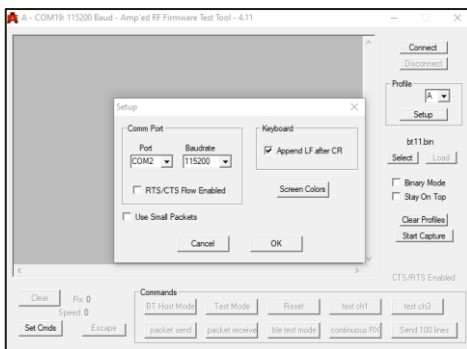 A - COM19: 115200 Baud - Amp'ed RF Firmware Test Tool - 4.11
Connect
Disconnect
Profile
A
Setup
bt11.bin
Select
Load
Binary Mode
Stay On Top
Clear Profiles
Start Capture
CTS/RTS Enabled
Setup
Comm Port
Port
Baudrate
COM2
115200
RTS/CTS Flow Enabled
Keyboard
Append LF after CR
Screen Colors
Use Small Packets
Cancel
OK
Clear
Rx: 0
Speed: 0
Set Cmds
Escape
Commands
BT Host Mode
Test Mode
Reset
test ch1
test ch3
packet send
packet receive
ble test mode
continuous RX
Send 100 lines